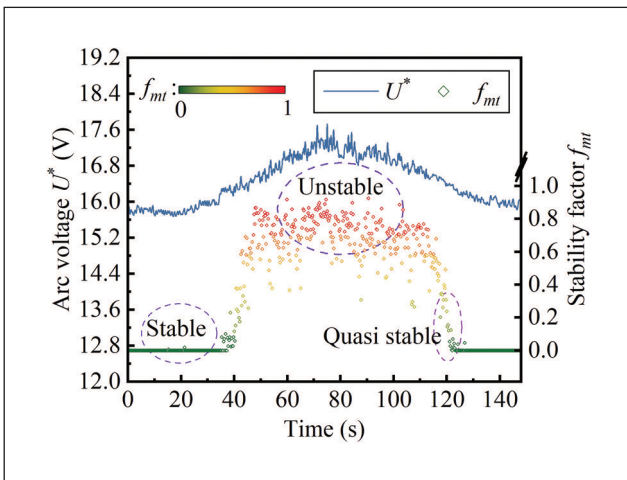 19.2
18.4
17.6
16.8
16.0
15.2
14.4
13.6
12.8
12.0
Arc voltage U* (V)
f_mt:
0
1
U*
f_mt
Unstable
Stable
Quasi stable
1.0
0.8
0.6
0.4
0.2
0.0
Stability factor f_mt
0 20 40 60 80 100 120 140
Time (s)